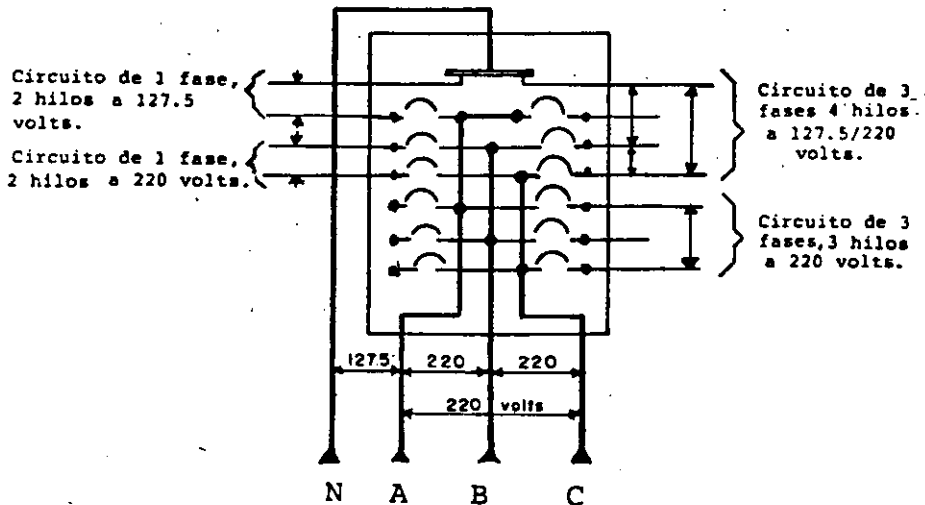 Circuito de 1 fase,
2 hilos a 127.5
volts.
Circuito de 1 fase,
2 hilos a 220 volts.
Circuito de 3
fases 4 hilos
a 127.5/220
volts.
Circuito de 3
fases,3 hilos
a 220 volts.
127.5 220 220
220 volts
N A B C